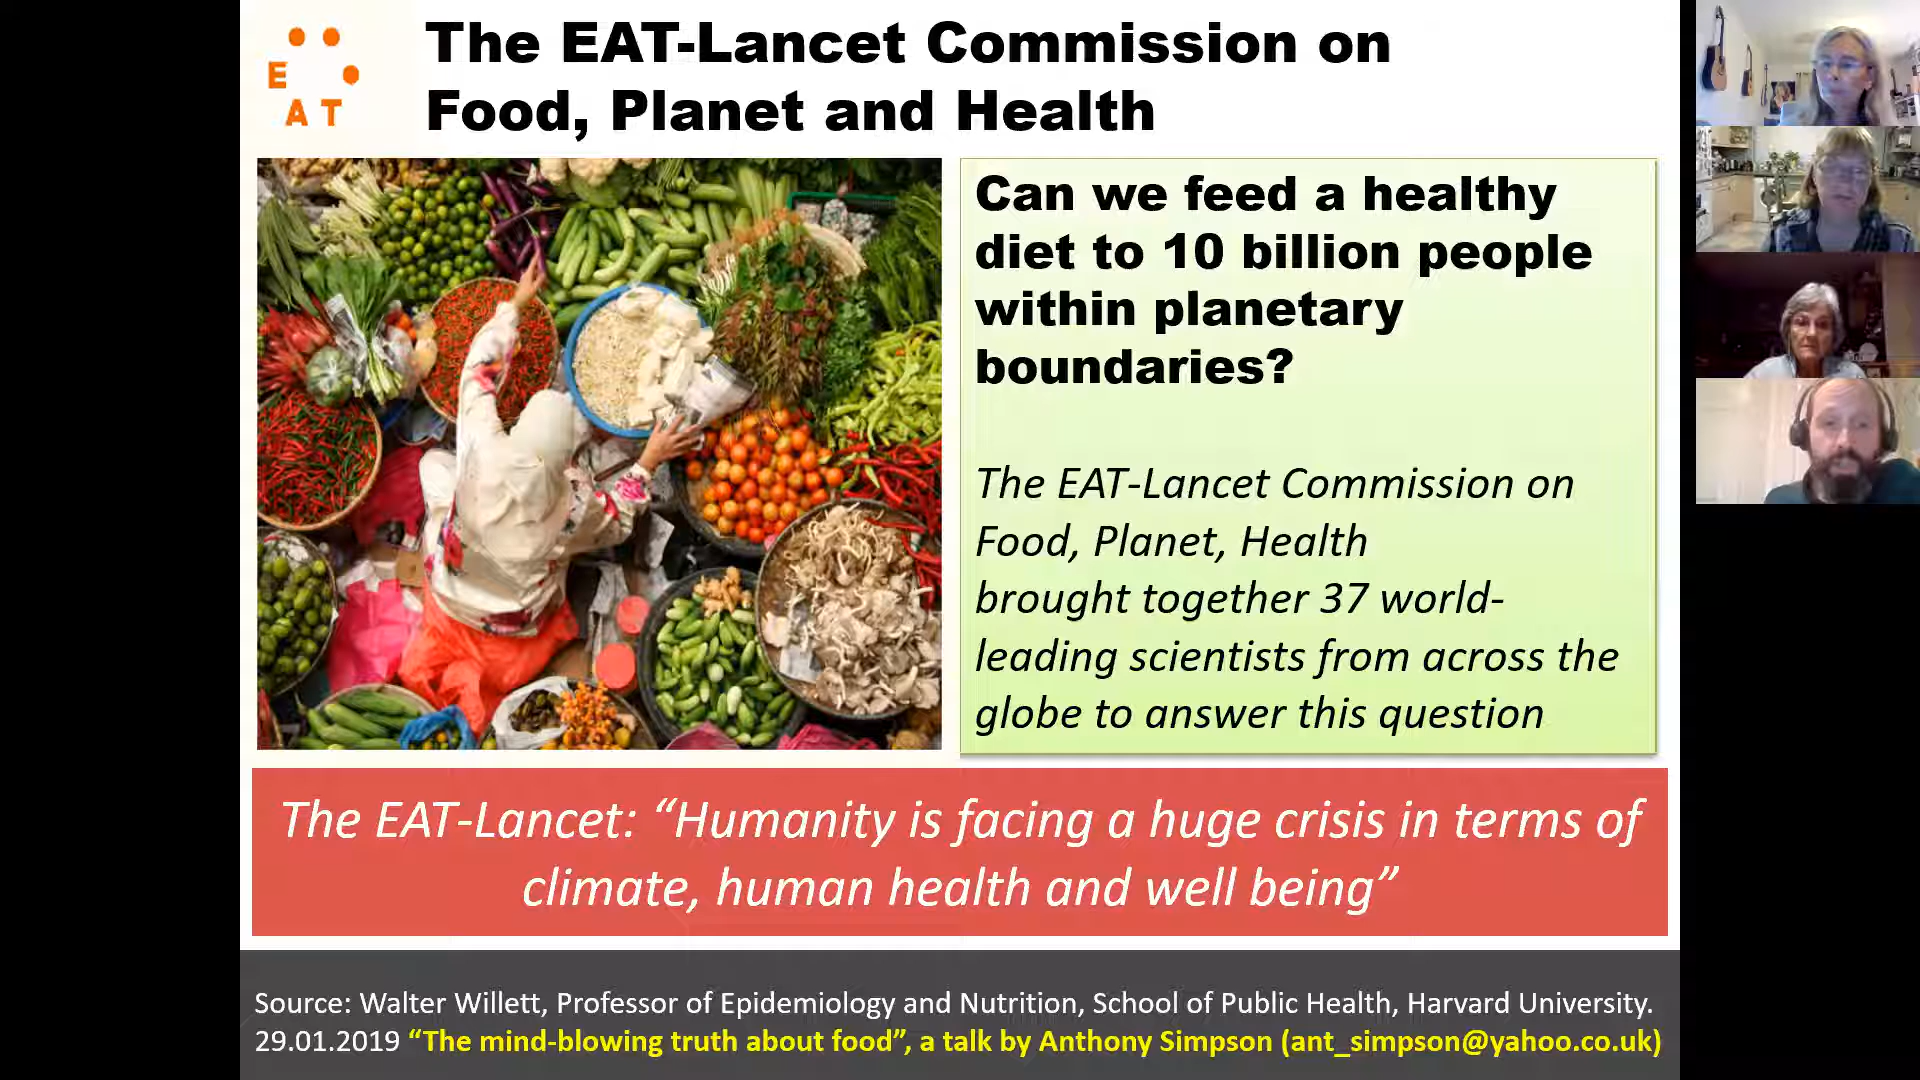 E
AT
The EAT-Lancet Commission on
Food, Planet and Health
Can we feed a healthy
diet to 10 billion people
within planetary
boundaries?
The EAT-Lancet Commission on
Food, Planet, Health
brought together 37 world-
leading scientists from across the
globe to answer this question
The EAT-Lancet: “Humanity is facing a huge crisis in terms of
climate, human health and well being”
Source: Walter Willett, Professor of Epidemiology and Nutrition, School of Public Health, Harvard University.
29.01.2019 “The mind-blowing truth about food”, a talk by Anthony Simpson (ant_simpson@yahoo.co.uk)